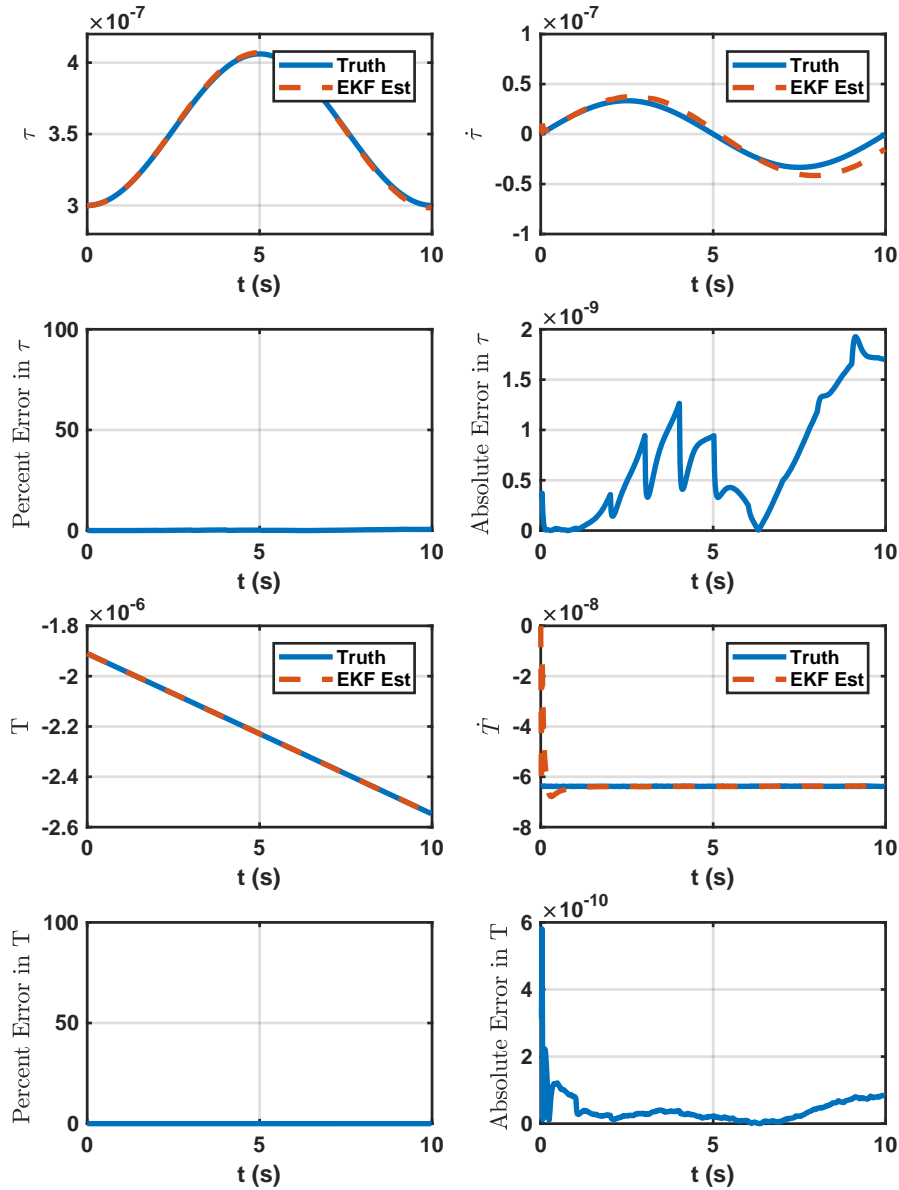 ×10⁻⁷
4
3.5
3
τ
Truth
EKF Est
0
5
10
t (s)
×10⁻⁷
1
0.5
0
-0.5
-1
τ̇
Truth
EKF Est
0
5
10
t (s)
100
50
0
Percent Error in τ
0
5
10
t (s)
×10⁻⁹
2
1.5
1
0.5
0
Absolute Error in τ
0
5
10
t (s)
×10⁻⁶
-1.8
-2
-2.2
-2.4
-2.6
T
Truth
EKF Est
0
5
10
t (s)
×10⁻⁸
0
-2
-4
-6
-8
Ṫ
Truth
EKF Est
0
5
10
t (s)
100
50
0
Percent Error in T
0
5
10
t (s)
×10⁻¹⁰
6
4
2
0
Absolute Error in T
0
5
10
t (s)